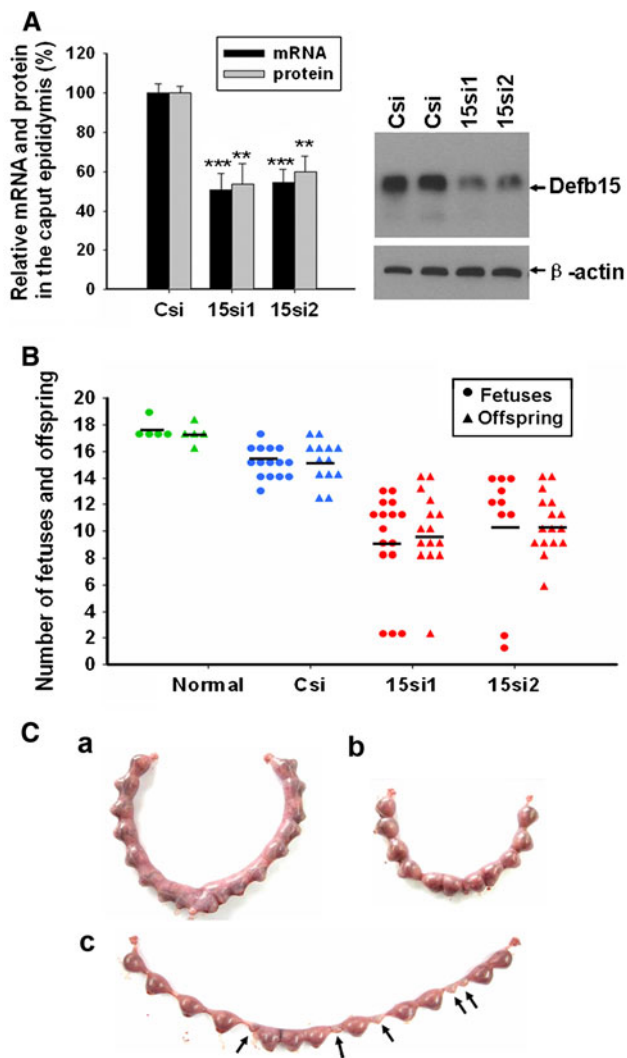 A
Relative mRNA and protein
in the caput epididymis (%)
120
100
80
60
40
20
0
mRNA
protein
*** **
*** **
Csi 15si1 15si2
Csi Csi 15si1 15si2
Defb15
β -actin
B
Number of fetuses and offspring
20
18
16
14
12
10
8
6
4
2
0
Fetuses
Offspring
Normal Csi 15si1 15si2
C a b
c